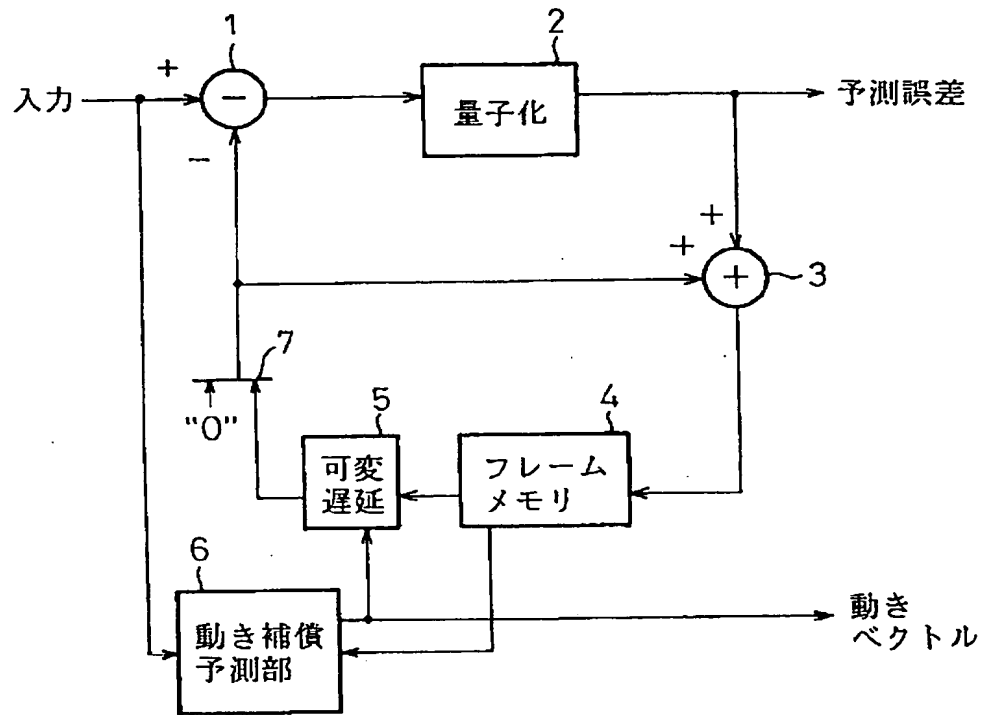 1
2
入力
+
−
量子化
予測誤差
−
+
+
+
3
7
"0"
5
可変
遅延
4
フレーム
メモリ
6
動き補償
予測部
動き
ベクトル